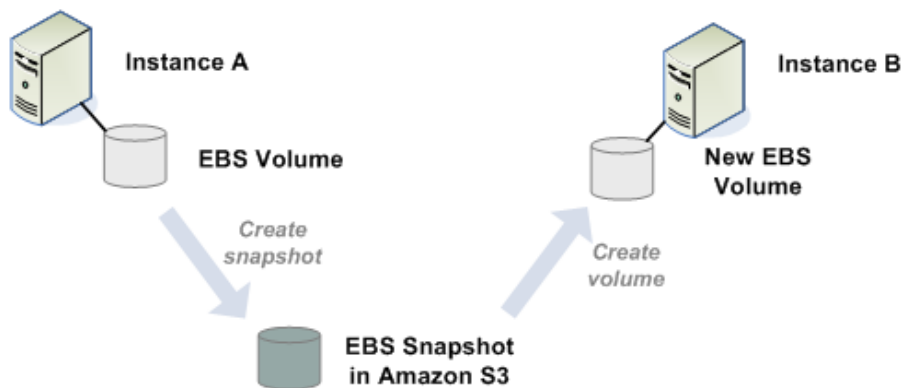 Instance A
EBS Volume
Create
snapshot
EBS Snapshot
in Amazon S3
Create
volume
Instance B
New EBS
Volume